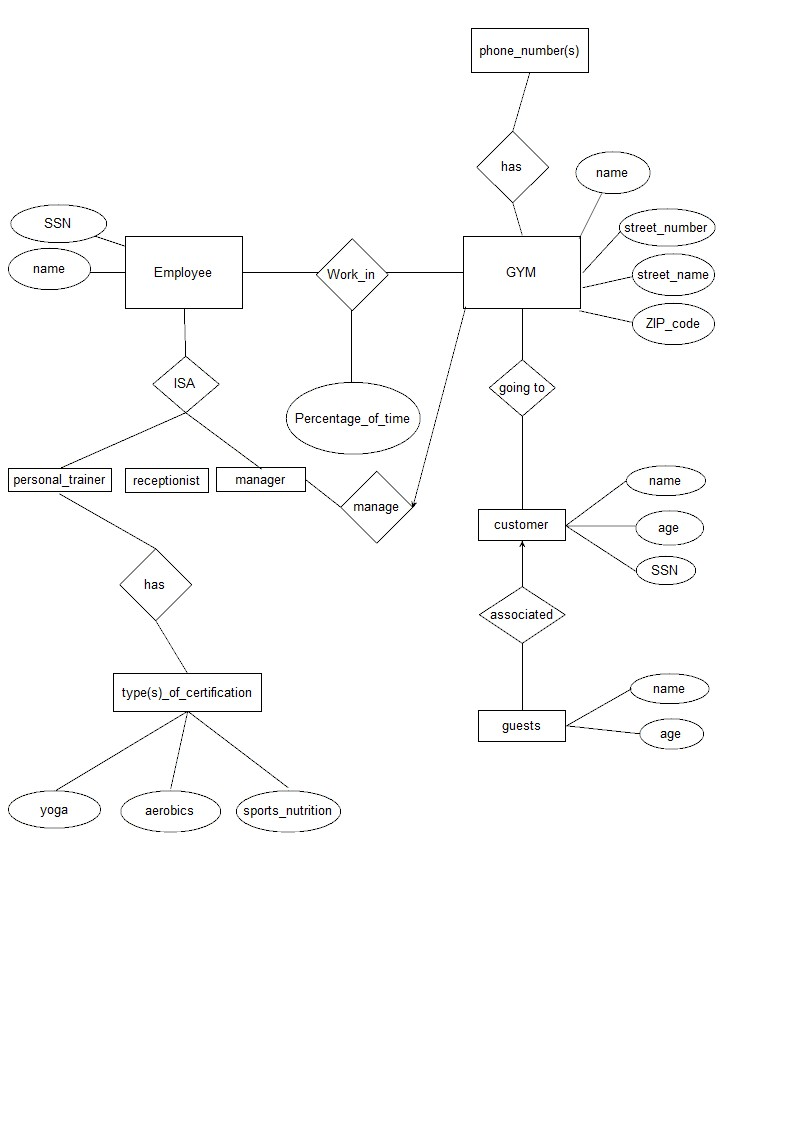 phone_number(s)
has
name
SSN
street_number
name
Employee
Work_in
GYM
street_name
ZIP_code
ISA
going to
Percentage_of_time
personal_trainer
receptionist
manager
name
manage
customer
age
SSN
has
associated
type(s)_of_certification
name
guests
age
yoga
aerobics
sports_nutrition